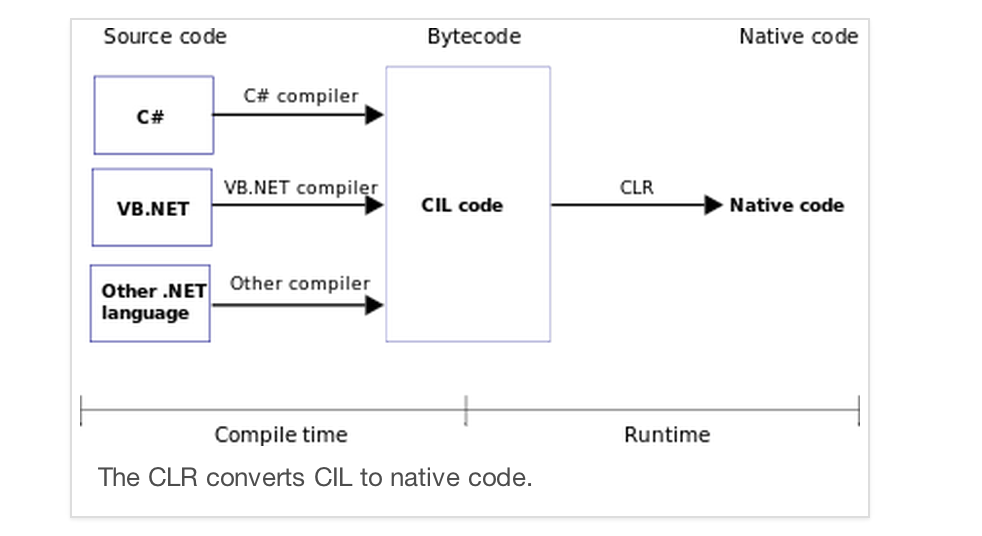 Source code
Bytecode
Native code
C#
C# compiler
VB.NET
VB.NET compiler
CIL code
CLR
Native code
Other .NET
language
Other compiler
Compile time
Runtime
The CLR converts CIL to native code.